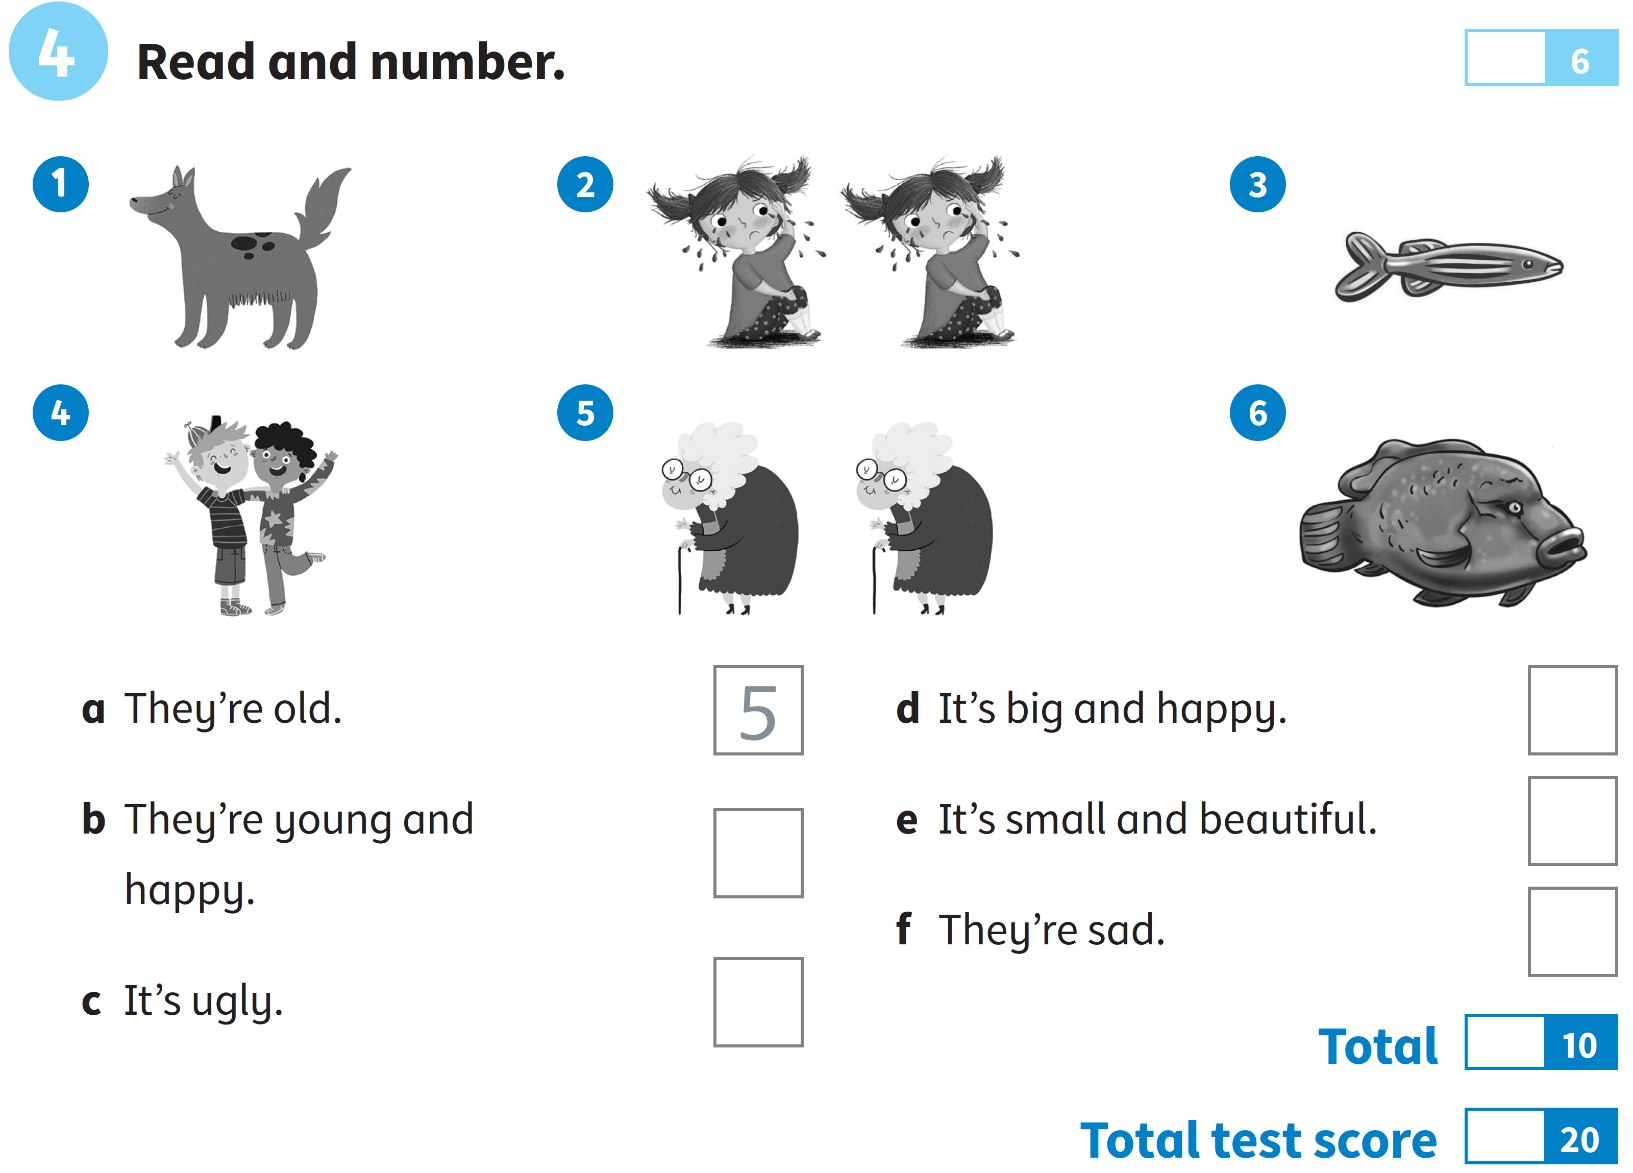 4 Read and number. 6
1 2 3
4 5 6
a They’re old. 5
b They’re young and
happy.
c It’s ugly.
d It’s big and happy.
e It’s small and beautiful.
f They’re sad.
Total 10
Total test score 20